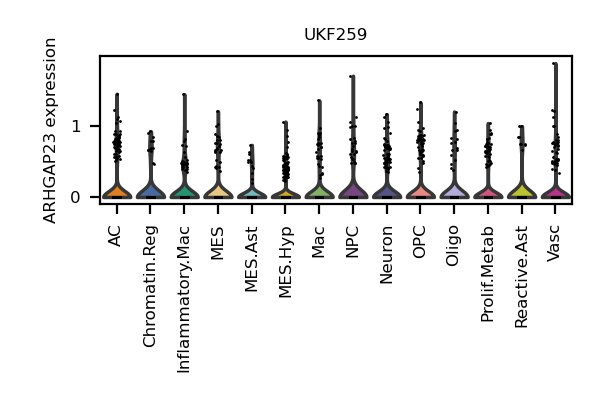 UKF259
ARHGAP23 expression
1
0
AC
Chromatin.Reg
Inflammatory.Mac
MES
MES.Ast
MES.Hyp
Mac
NPC
Neuron
OPC
Oligo
Prolif.Metab
Reactive.Ast
Vasc